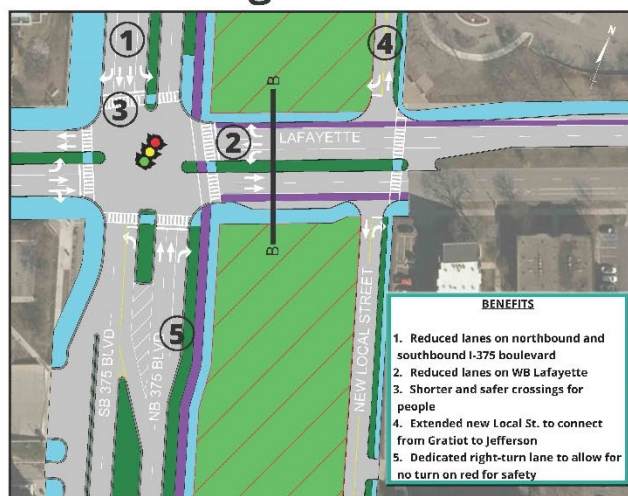 1
4
N
3
B
2
LAFAYETTE
B
5
SB 375 BLVD
NB 375 BLVD
NEW LOCAL STREET
BENEFITS
1. Reduced lanes on northbound and
southbound I-375 boulevard
2. Reduced lanes on WB Lafayette
3. Shorter and safer crossings for
people
4. Extended new Local St. to connect
from Gratiot to Jefferson
5. Dedicated right-turn lane to allow for
no turn on red for safety